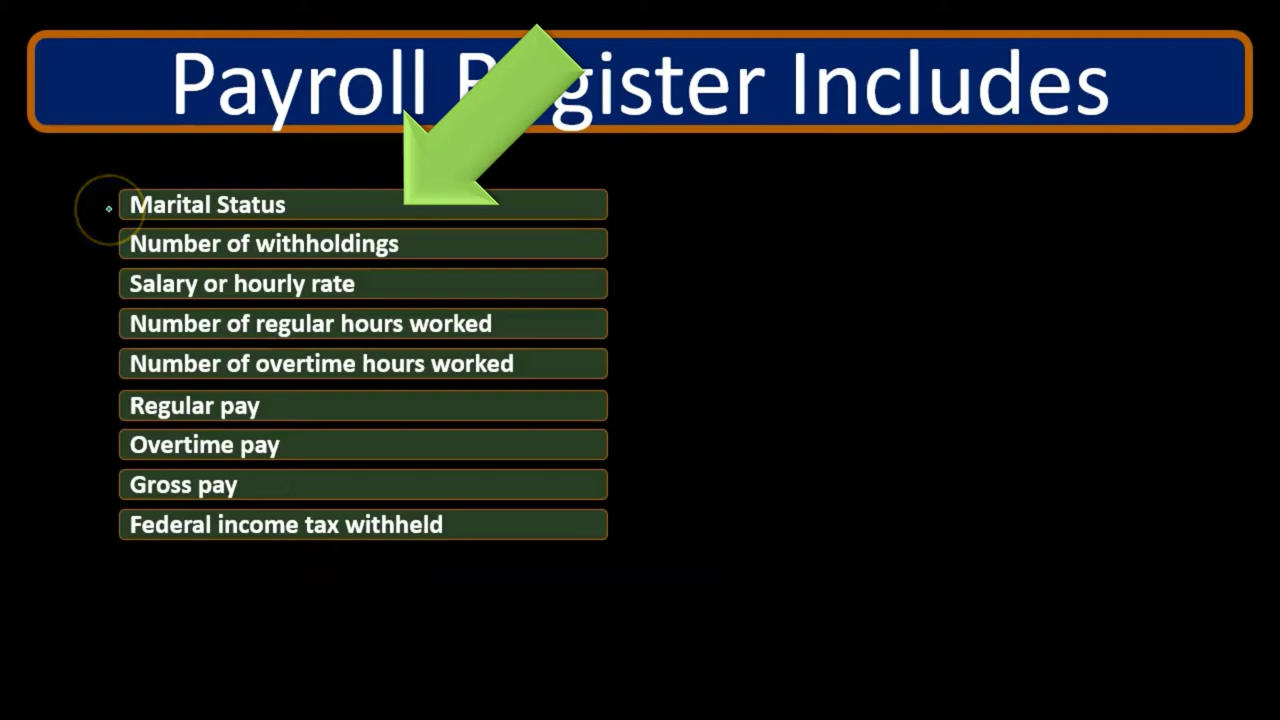 Payroll Register Includes
Marital Status
Number of withholdings
Salary or hourly rate
Number of regular hours worked
Number of overtime hours worked
Regular pay
Overtime pay
Gross pay
Federal income tax withheld